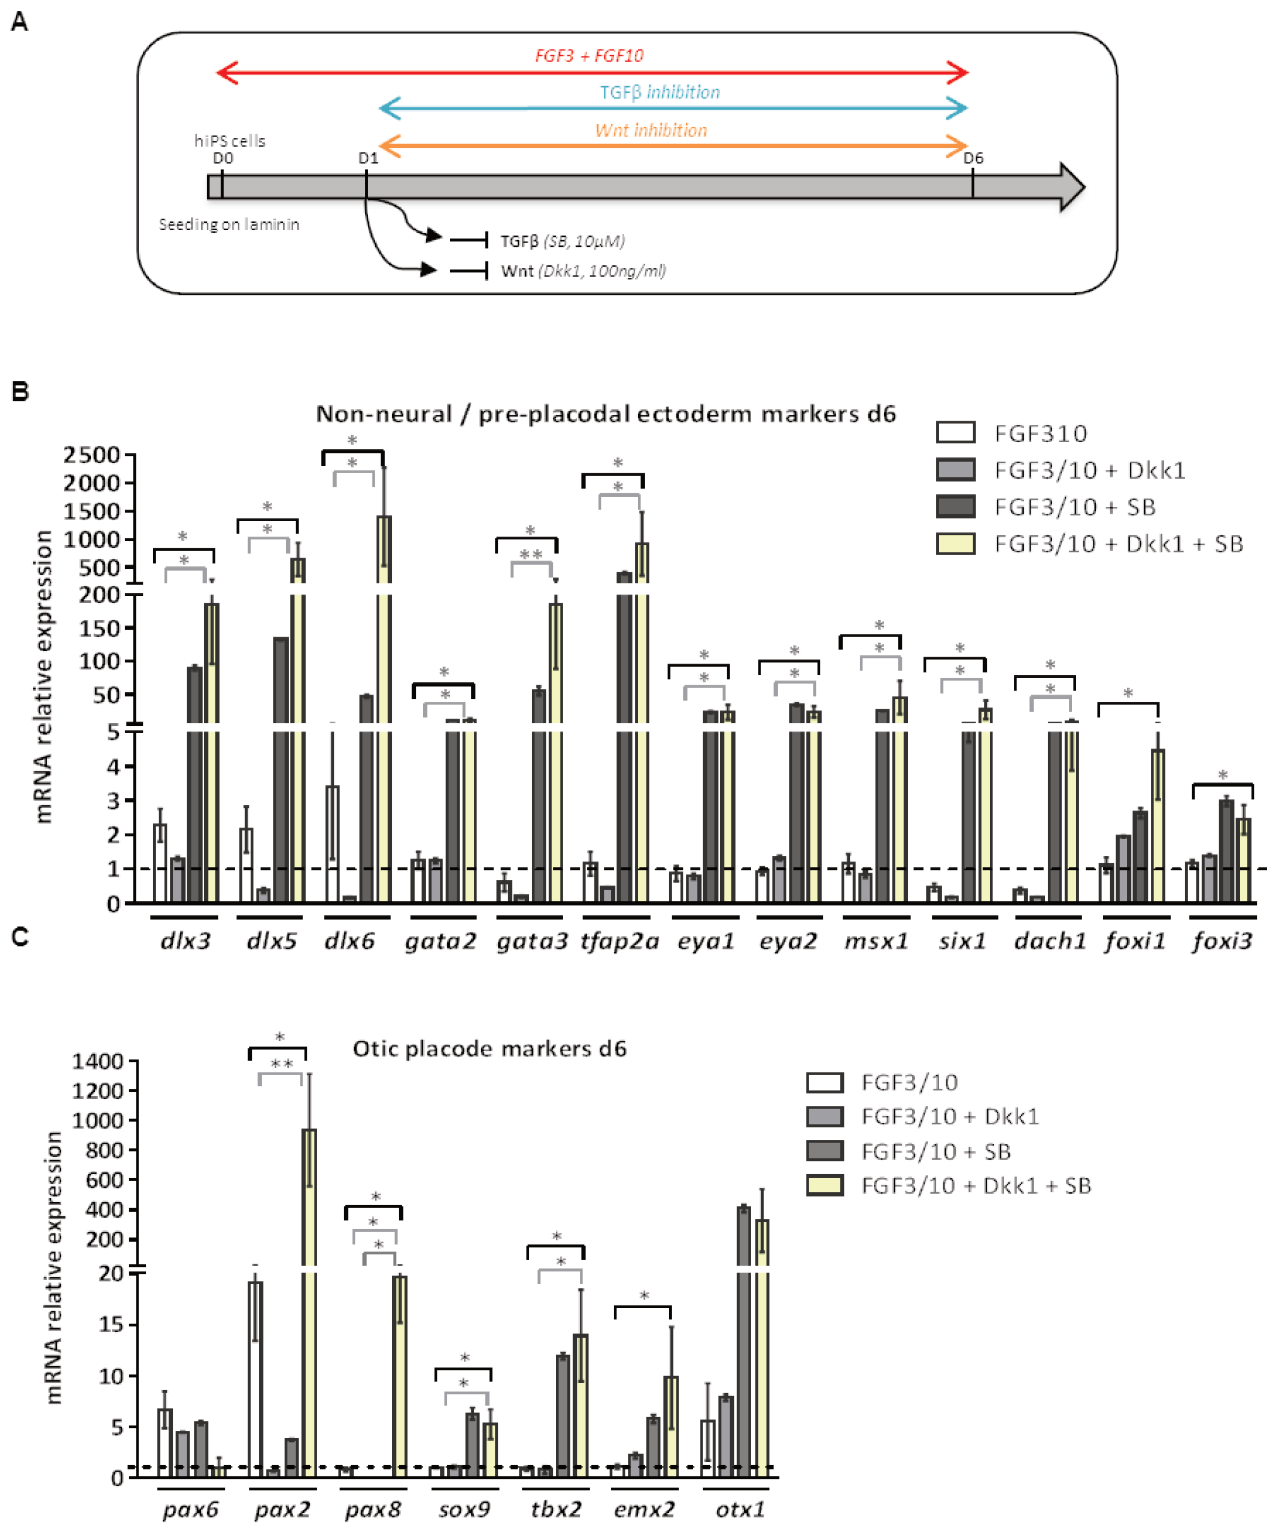 A
FGF3 + FGF10
TGFβ inhibition
Wnt inhibition
hiPS cells
D0 D1 D6
Seeding on laminin
TGFβ (SB, 10µM)
Wnt (Dkk1, 100ng/ml)
B
Non-neural / pre-placodal ectoderm markers d6
FGF310
FGF3/10 + Dkk1
FGF3/10 + SB
FGF3/10 + Dkk1 + SB
mRNA relative expression
2500
2000
1500
1000
500
200
150
100
50
5
4
3
2
1
0
* * * * * * * * * ** * * * * * * * * * * * * * *
dlx3 dlx5 dlx6 gata2 gata3 tfap2a eya1 eya2 msx1 six1 dach1 foxi1 foxi3
C
Otic placode markers d6
FGF3/10
FGF3/10 + Dkk1
FGF3/10 + SB
FGF3/10 + Dkk1 + SB
mRNA relative expression
1400
1200
1000
800
600
400
200
20
15
10
5
0
* ** * * * * * * * *
pax6 pax2 pax8 sox9 tbx2 emx2 otx1